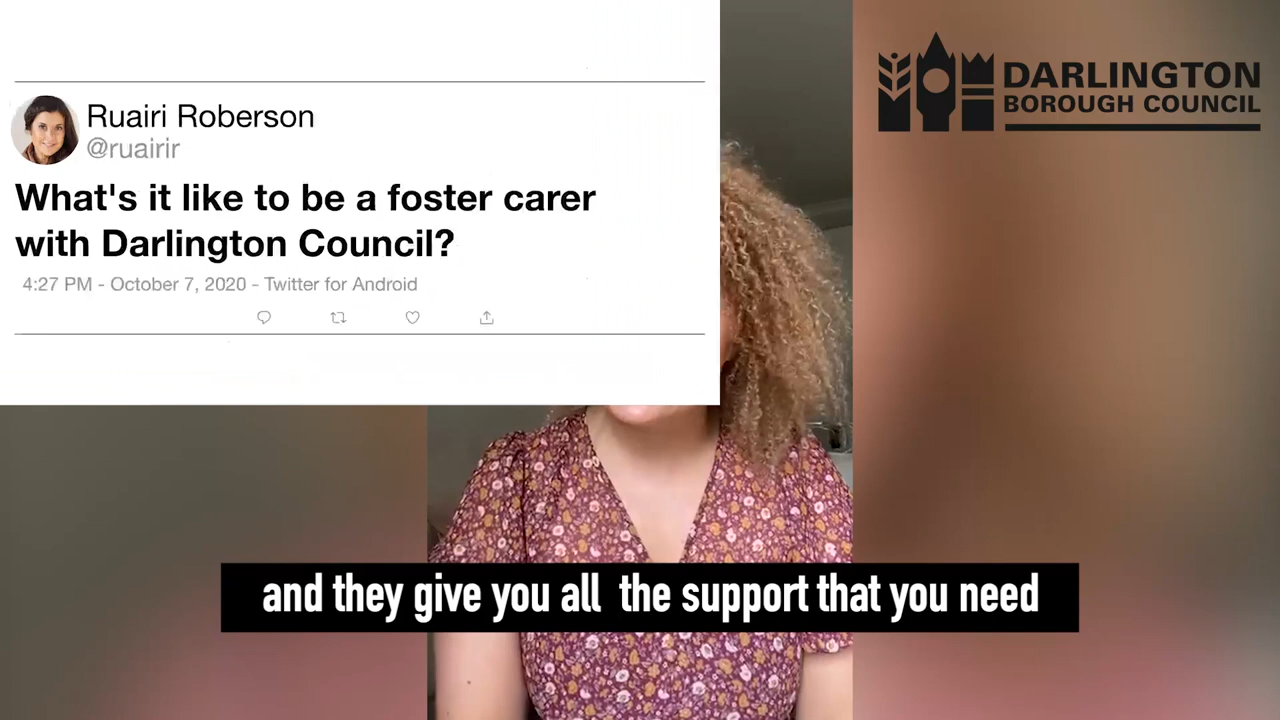 Ruairi Roberson
@ruairir
What's it like to be a foster carer
with Darlington Council?
4:27 PM - October 7, 2020 - Twitter for Android
DARLINGTON
BOROUGH COUNCIL
and they give you all the support that you need